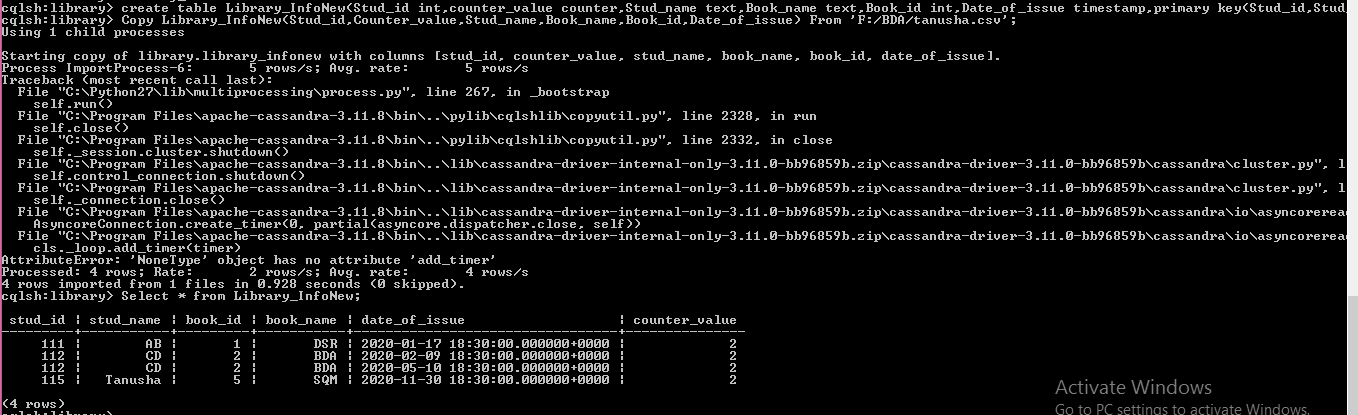 cqlsh:library> create table Library_InfoNew(Stud_id int,counter_value counter,Stud_name text,Book_name text,Book_id int,Date_of_issue timestamp,primary key(Stud_id,Stud_
cqlsh:library> Copy Library_InfoNew(Stud_id,Counter_value,Stud_name,Book_name,Book_id,Date_of_issue) From 'F:/BDA/tanusha.csv';
Using 1 child processes
Starting copy of library.library_infonew with columns [stud_id, counter_value, stud_name, book_name, book_id, date_of_issue].
Process ImportProcess-6:      5 rows/s; Avg. rate:       5 rows/s
Traceback (most recent call last):
  File "C:\Python27\lib\multiprocessing\process.py", line 267, in _bootstrap
    self.run()
  File "C:\Program Files\apache-cassandra-3.11.8\bin\..\pylib\cqlshlib\copyutil.py", line 2328, in run
    self.close()
  File "C:\Program Files\apache-cassandra-3.11.8\bin\..\pylib\cqlshlib\copyutil.py", line 2332, in close
    self._session.cluster.shutdown()
  File "C:\Program Files\apache-cassandra-3.11.8\bin\..\lib\cassandra-driver-internal-only-3.11.0-bb96859b.zip\cassandra-driver-3.11.0-bb96859b\cassandra\cluster.py", l
    self.control_connection.shutdown()
  File "C:\Program Files\apache-cassandra-3.11.8\bin\..\lib\cassandra-driver-internal-only-3.11.0-bb96859b.zip\cassandra-driver-3.11.0-bb96859b\cassandra\cluster.py", l
    self._connection.close()
  File "C:\Program Files\apache-cassandra-3.11.8\bin\..\lib\cassandra-driver-internal-only-3.11.0-bb96859b.zip\cassandra-driver-3.11.0-bb96859b\cassandra\io\asyncorerea
    AsyncoreConnection.create_timer(0, partial(asyncore.dispatcher.close, self))
  File "C:\Program Files\apache-cassandra-3.11.8\bin\..\lib\cassandra-driver-internal-only-3.11.0-bb96859b.zip\cassandra-driver-3.11.0-bb96859b\cassandra\io\asyncorerea
    cls._loop.add_timer(timer)
AttributeError: 'NoneType' object has no attribute 'add_timer'
Processed: 4 rows; Rate:       2 rows/s; Avg. rate:       4 rows/s
4 rows imported from 1 files in 0.928 seconds (0 skipped).
cqlsh:library> Select * from Library_InfoNew;
stud_id | stud_name | book_id | book_name | date_of_issue | counter_value
111 | AB | 1 | DSR | 2020-01-17 18:30:00.000000+0000 | 2
112 | CD | 2 | BDA | 2020-02-09 18:30:00.000000+0000 | 2
112 | CD | 2 | BDA | 2020-05-10 18:30:00.000000+0000 | 2
115 | Tanusha | 5 | SQM | 2020-11-30 18:30:00.000000+0000 | 2
(4 rows)
cqlsh:library>
Activate Windows
Go to PC settings to activate Windows.